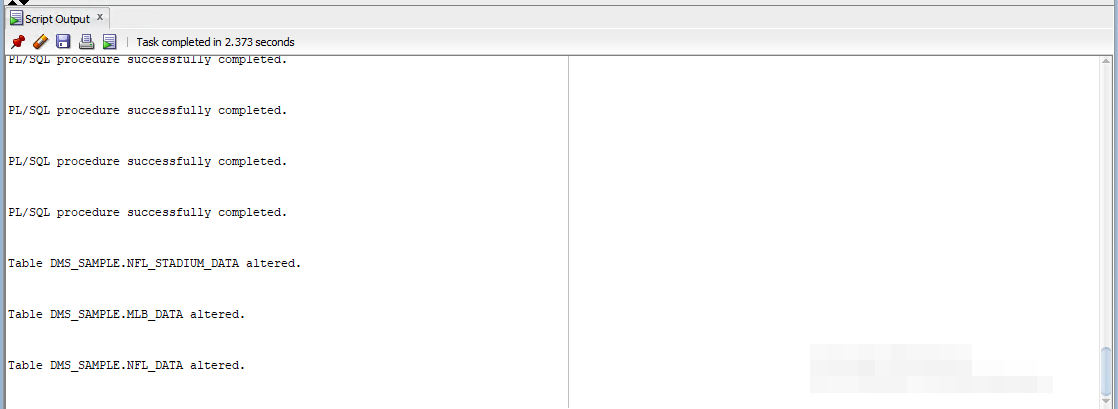 Script Output x
Task completed in 2.373 seconds
PL/SQL procedure successfully completed.
PL/SQL procedure successfully completed.
PL/SQL procedure successfully completed.
PL/SQL procedure successfully completed.
Table DMS_SAMPLE.NFL_STADIUM_DATA altered.
Table DMS_SAMPLE.MLB_DATA altered.
Table DMS_SAMPLE.NFL_DATA altered.